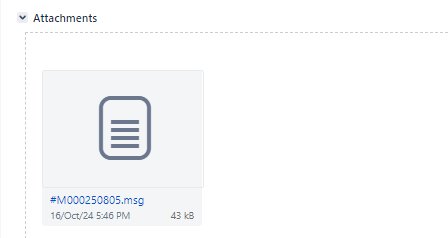 Attachments
#M000250805.msg
16/Oct/24 5:46 PM 43 kB